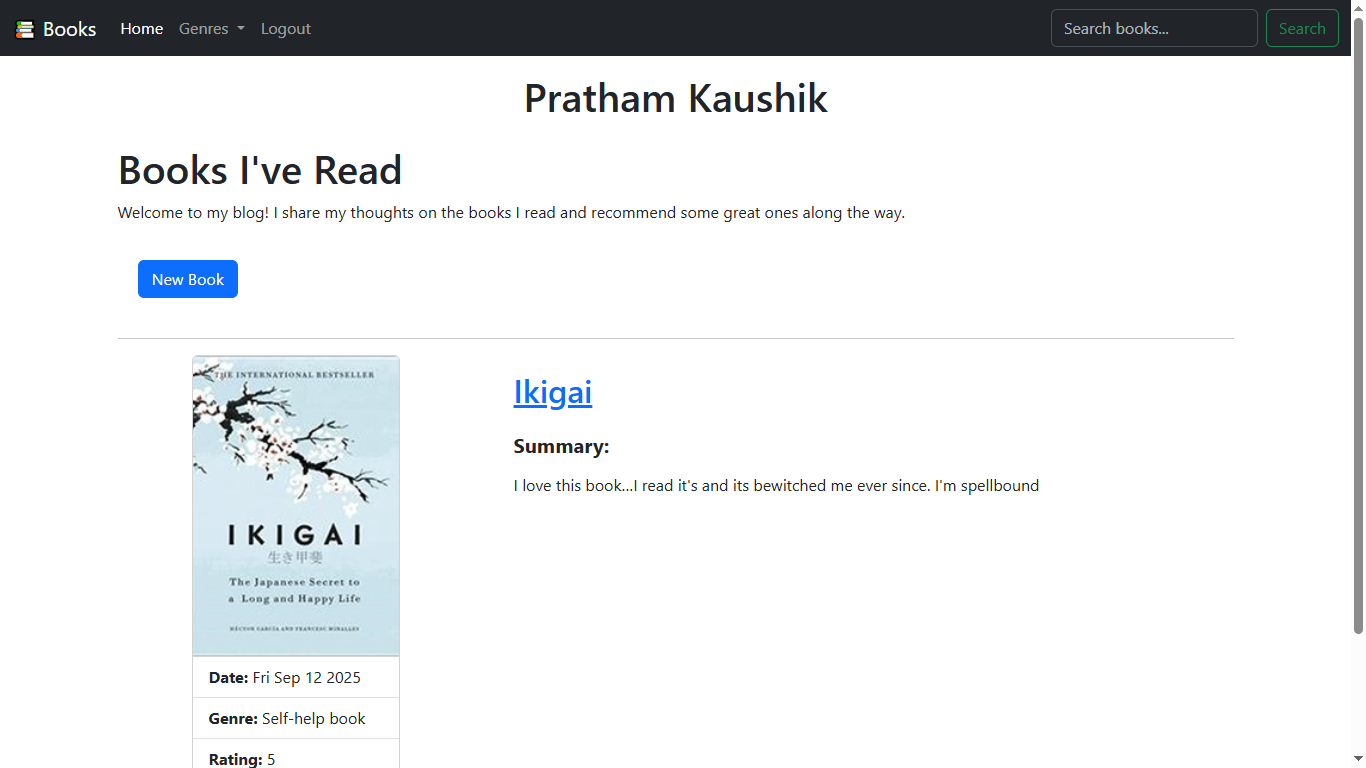 Books Home Genres Logout Search books... Search
Pratham Kaushik
Books I've Read
Welcome to my blog! I share my thoughts on the books I read and recommend some great ones along the way.
New Book
THE INTERNATIONAL BESTSELLER
IKIGAI
生き甲斐
The Japanese Secret to
a Long and Happy Life
HÉCTOR GARCÍA AND FRANCESC MIRALLES
Date: Fri Sep 12 2025
Genre: Self-help book
Rating: 5
Ikigai
Summary:
I love this book...I read it's and its bewitched me ever since. I'm spellbound